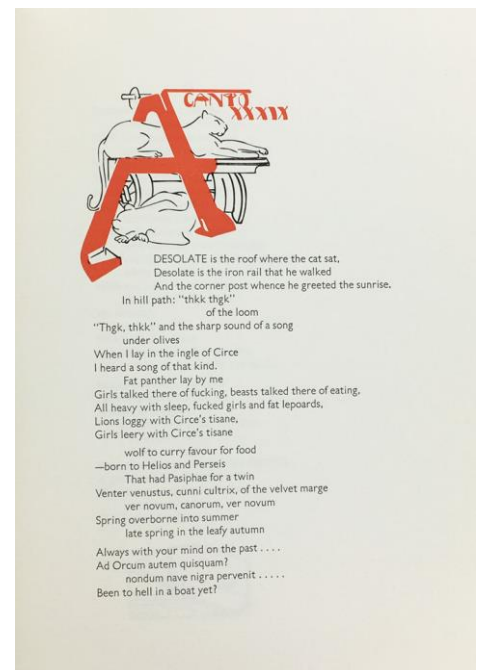 CANTO
XXXIX
A
DESOLATE is the roof where the cat sat,
Desolate is the iron rail that he walked
And the corner post whence he greeted the sunrise.
In hill path: "thkk thgk"
of the loom
"Thgk, thkk" and the sharp sound of a song
under olives
When I lay in the ingle of Circe
I heard a song of that kind.
Fat panther lay by me
Girls talked there of fucking, beasts talked there of eating,
All heavy with sleep, fucked girls and fat lepoards,
Lions loggy with Circe's tisane,
Girls leery with Circe's tisane
wolf to curry favour for food
—born to Helios and Perseis
That had Pasiphae for a twin
Venter venustus, cunni cultrix, of the velvet marge
ver novum, canorum, ver novum
Spring overborne into summer
late spring in the leafy autumn
Always with your mind on the past . . . .
Ad Orcum autem quisquam?
nondum nave nigra pervenit . . . . .
Been to hell in a boat yet?